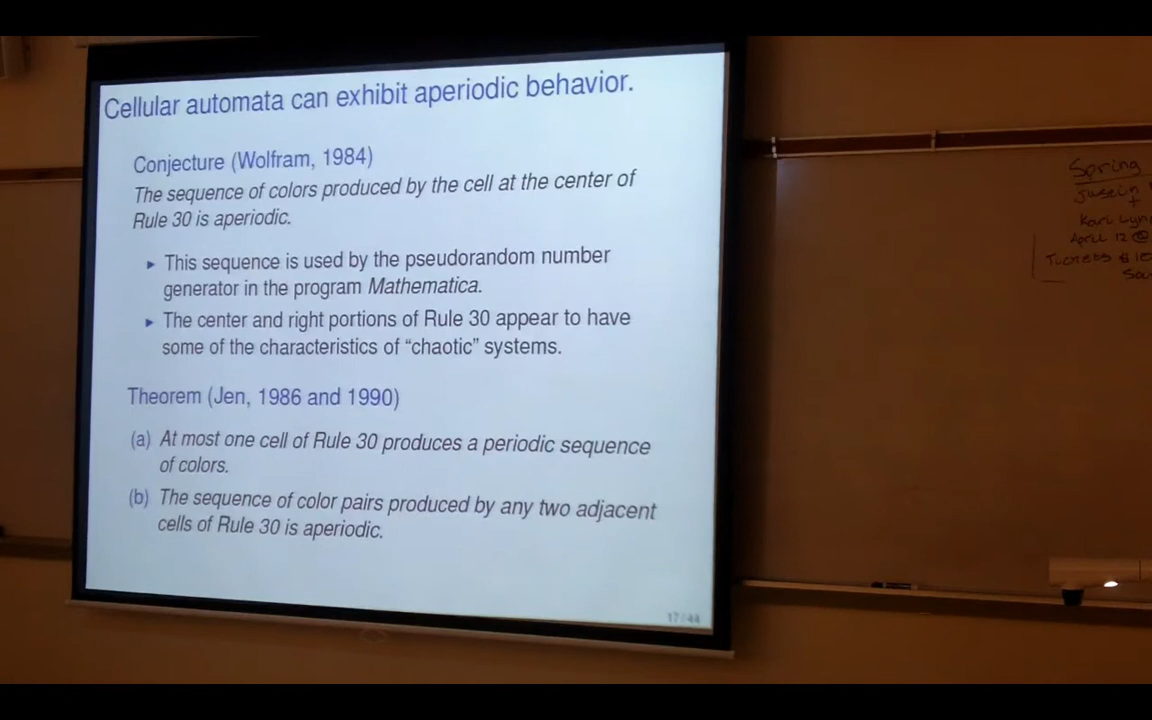 Cellular automata can exhibit aperiodic behavior.
Conjecture (Wolfram, 1984)
The sequence of colors produced by the cell at the center of
Rule 30 is aperiodic.
▸ This sequence is used by the pseudorandom number
generator in the program Mathematica.
▸ The center and right portions of Rule 30 appear to have
some of the characteristics of “chaotic” systems.
Theorem (Jen, 1986 and 1990)
(a) At most one cell of Rule 30 produces a periodic sequence
of colors.
(b) The sequence of color pairs produced by any two adjacent
cells of Rule 30 is aperiodic.
17/44
Spring
+
April 12 @